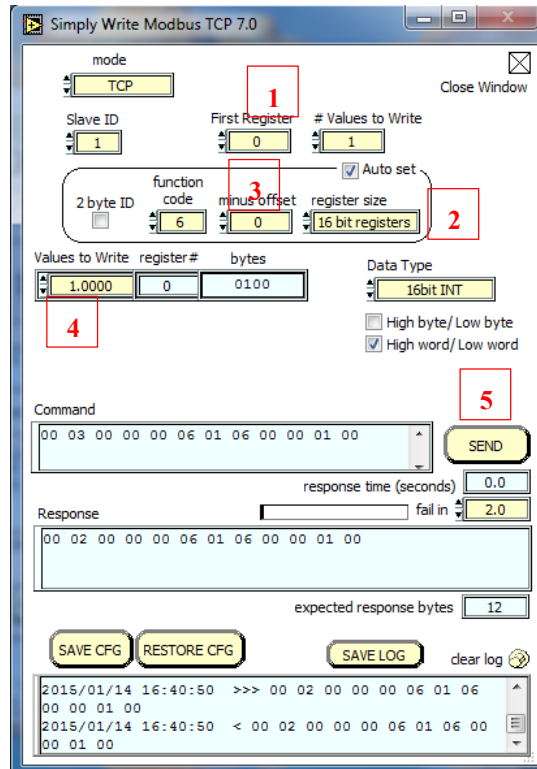 Simply Write Modbus TCP 7.0
mode
TCP
Close Window
1
Slave ID
First Register
# Values to Write
1
0
1
Auto set
3
function
code
2 byte ID
minus offset
register size
6
0
16 bit registers
2
Values to Write
register#
bytes
1.0000
0
0100
Data Type
16bit INT
4
High byte/Low byte
High word/Low word
5
Command
00 03 00 00 00 06 01 06 00 00 01 00
SEND
response time (seconds)
0.0
Response
fail in
2.0
00 02 00 00 00 06 01 06 00 00 01 00
expected response bytes
12
SAVE CFG
RESTORE CFG
SAVE LOG
clear log
2015/01/14 16:40:50 >>> 00 02 00 00 00 06 01 06
00 00 01 00
2015/01/14 16:40:50 < 00 02 00 00 00 06 01 06 00
00 01 00